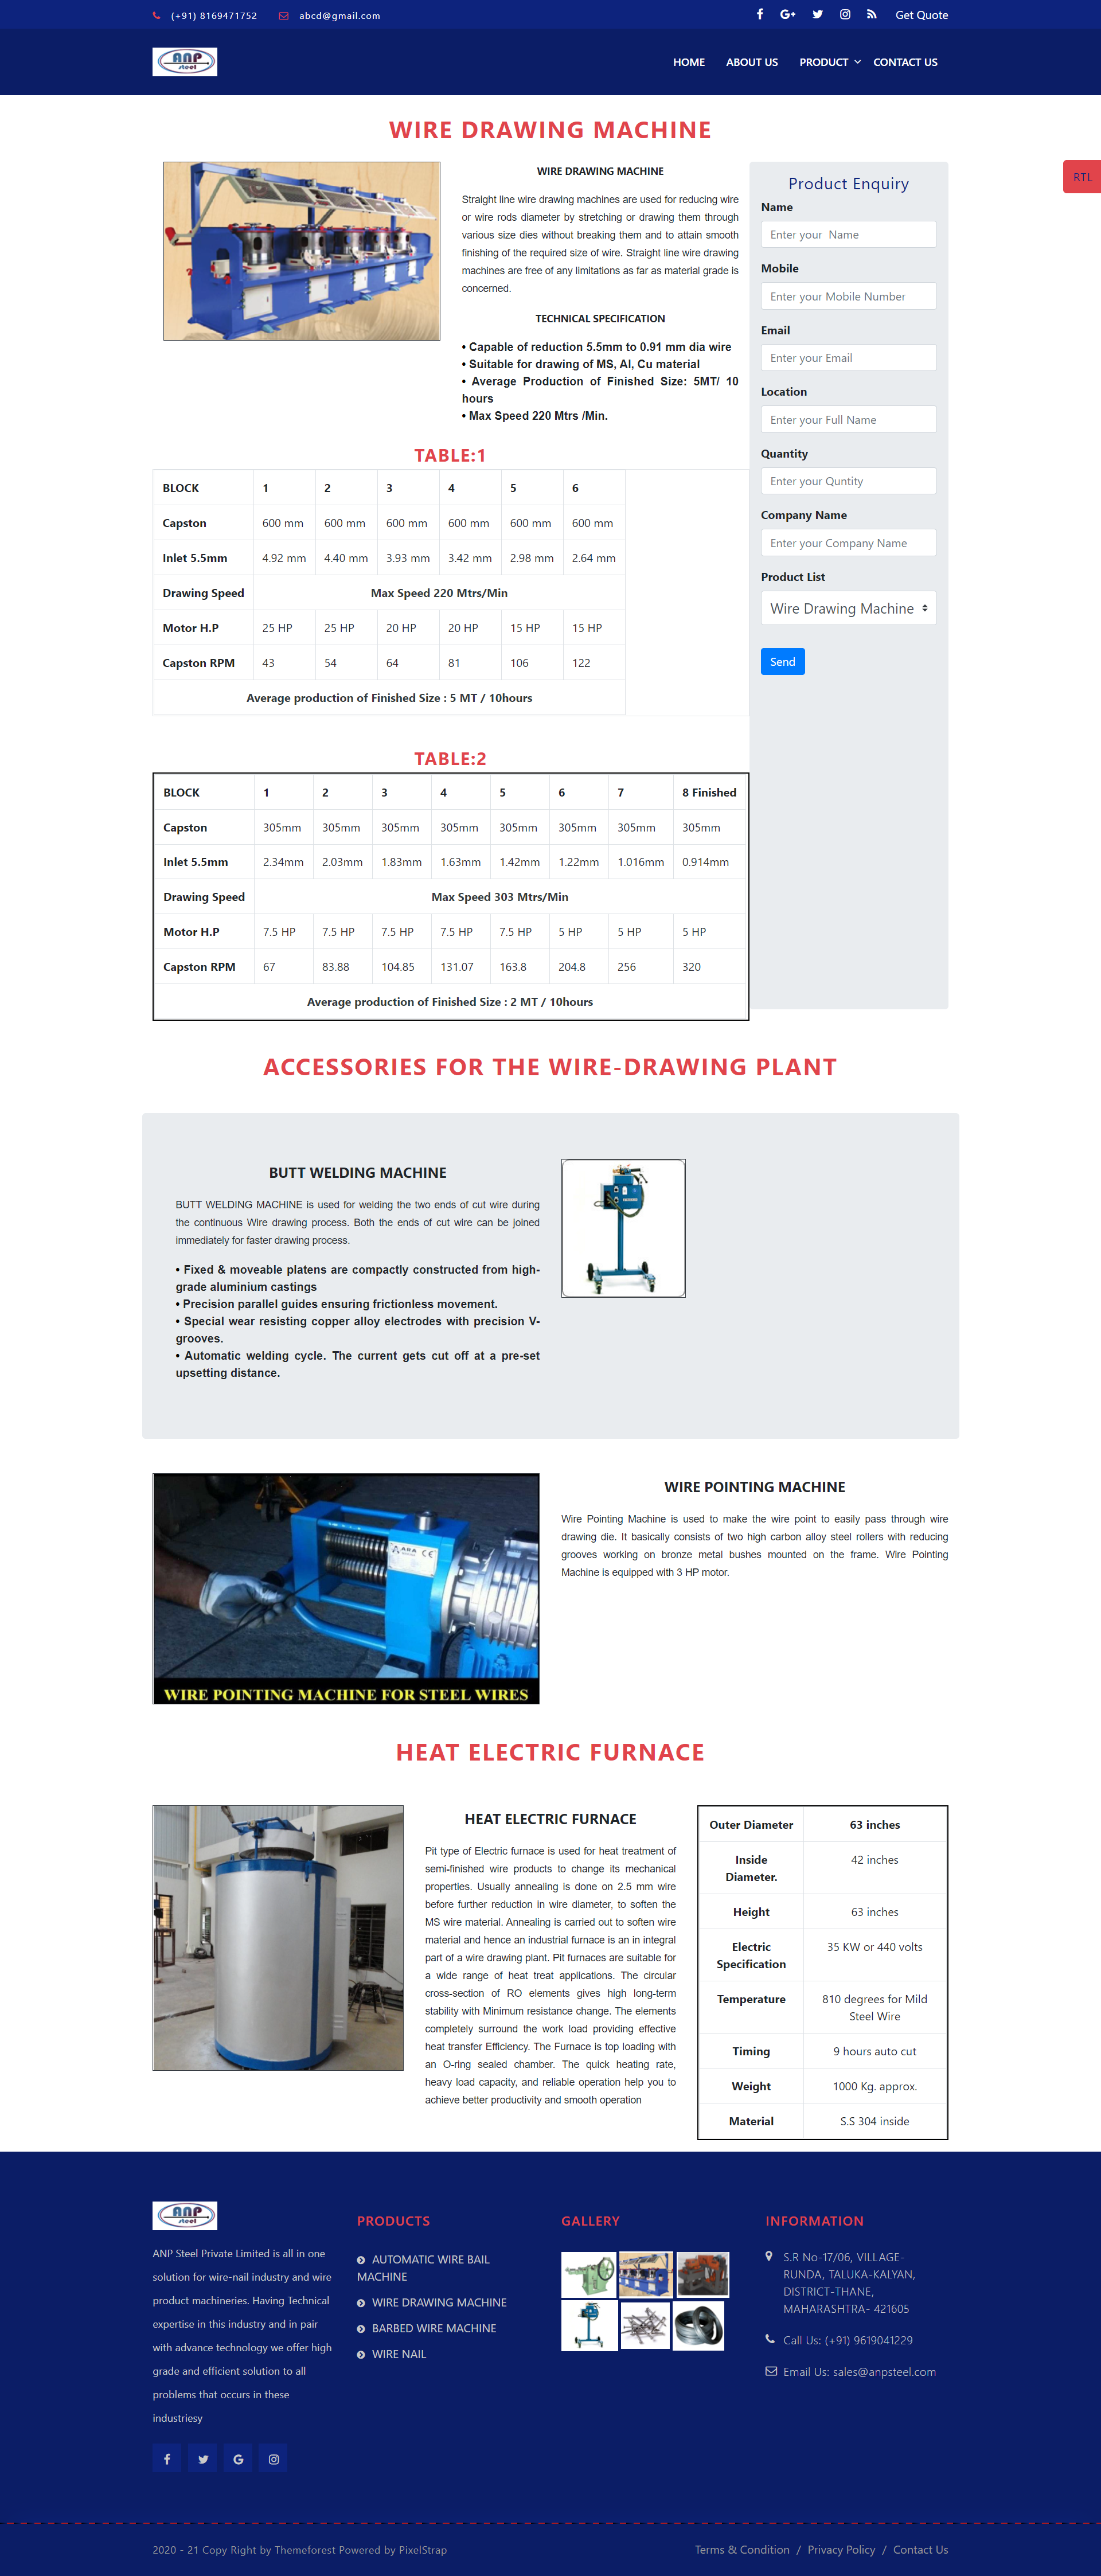 (+91) 8169471752 abcd@gmail.com Get Quote
ANP
steel
HOME ABOUT US PRODUCT CONTACT US
WIRE DRAWING MACHINE
RTL
WIRE DRAWING MACHINE
Straight line wire drawing machines are used for reducing wire
or wire rods diameter by stretching or drawing them through
various size dies without breaking them and to attain smooth
finishing of the required size of wire. Straight line wire drawing
machines are free of any limitations as far as material grade is
concerned.
TECHNICAL SPECIFICATION
• Capable of reduction 5.5mm to 0.91 mm dia wire
• Suitable for drawing of MS, Al, Cu material
• Average Production of Finished Size: 5MT/ 10
hours
• Max Speed 220 Mtrs /Min.
Product Enquiry
Name
Enter your Name
Mobile
Enter your Mobile Number
Email
Enter your Email
Location
Enter your Full Name
Quantity
Enter your Quntity
Company Name
Enter your Company Name
Product List
Wire Drawing Machine
Send
TABLE:1
BLOCK 1 2 3 4 5 6
Capston 600 mm 600 mm 600 mm 600 mm 600 mm 600 mm
Inlet 5.5mm 4.92 mm 4.40 mm 3.93 mm 3.42 mm 2.98 mm 2.64 mm
Drawing Speed Max Speed 220 Mtrs/Min
Motor H.P 25 HP 25 HP 20 HP 20 HP 15 HP 15 HP
Capston RPM 43 54 64 81 106 122
Average production of Finished Size : 5 MT / 10hours
TABLE:2
BLOCK 1 2 3 4 5 6 7 8 Finished
Capston 305mm 305mm 305mm 305mm 305mm 305mm 305mm 305mm
Inlet 5.5mm 2.34mm 2.03mm 1.83mm 1.63mm 1.42mm 1.22mm 1.016mm 0.914mm
Drawing Speed Max Speed 303 Mtrs/Min
Motor H.P 7.5 HP 7.5 HP 7.5 HP 7.5 HP 7.5 HP 5 HP 5 HP 5 HP
Capston RPM 67 83.88 104.85 131.07 163.8 204.8 256 320
Average production of Finished Size : 2 MT / 10hours
ACCESSORIES FOR THE WIRE-DRAWING PLANT
BUTT WELDING MACHINE
BUTT WELDING MACHINE is used for welding the two ends of cut wire during
the continuous Wire drawing process. Both the ends of cut wire can be joined
immediately for faster drawing process.
• Fixed & moveable platens are compactly constructed from high-
grade aluminium castings
• Precision parallel guides ensuring frictionless movement.
• Special wear resisting copper alloy electrodes with precision V-
grooves.
• Automatic welding cycle. The current gets cut off at a pre-set
upsetting distance.
ABA CE
WIRE POINTING MACHINE FOR STEEL WIRES
WIRE POINTING MACHINE
Wire Pointing Machine is used to make the wire point to easily pass through wire
drawing die. It basically consists of two high carbon alloy steel rollers with reducing
grooves working on bronze metal bushes mounted on the frame. Wire Pointing
Machine is equipped with 3 HP motor.
HEAT ELECTRIC FURNACE
HEAT ELECTRIC FURNACE
Pit type of Electric furnace is used for heat treatment of
semi-finished wire products to change its mechanical
properties. Usually annealing is done on 2.5 mm wire
before further reduction in wire diameter, to soften the
MS wire material. Annealing is carried out to soften wire
material and hence an industrial furnace is an in integral
part of a wire drawing plant. Pit furnaces are suitable for
a wide range of heat treat applications. The circular
cross-section of RO elements gives high long-term
stability with Minimum resistance change. The elements
completely surround the work load providing effective
heat transfer Efficiency. The Furnace is top loading with
an O-ring sealed chamber. The quick heating rate,
heavy load capacity, and reliable operation help you to
achieve better productivity and smooth operation
Outer Diameter 63 inches
Inside
Diameter. 42 inches
Height 63 inches
Electric
Specification 35 KW or 440 volts
Temperature 810 degrees for Mild
Steel Wire
Timing 9 hours auto cut
Weight 1000 Kg. approx.
Material S.S 304 inside
ANP
steel
ANP Steel Private Limited is all in one
solution for wire-nail industry and wire
product machineries. Having Technical
expertise in this industry and in pair
with advance technology we offer high
grade and efficient solution to all
problems that occurs in these
industriesy
PRODUCTS
AUTOMATIC WIRE BAIL
MACHINE
WIRE DRAWING MACHINE
BARBED WIRE MACHINE
WIRE NAIL
GALLERY
INFORMATION
S.R No-17/06, VILLAGE-
RUNDA, TALUKA-KALYAN,
DISTRICT-THANE,
MAHARASHTRA- 421605
Call Us: (+91) 9619041229
Email Us: sales@anpsteel.com
2020 - 21 Copy Right by Themeforest Powered by PixelStrap
Terms & Condition / Privacy Policy / Contact Us